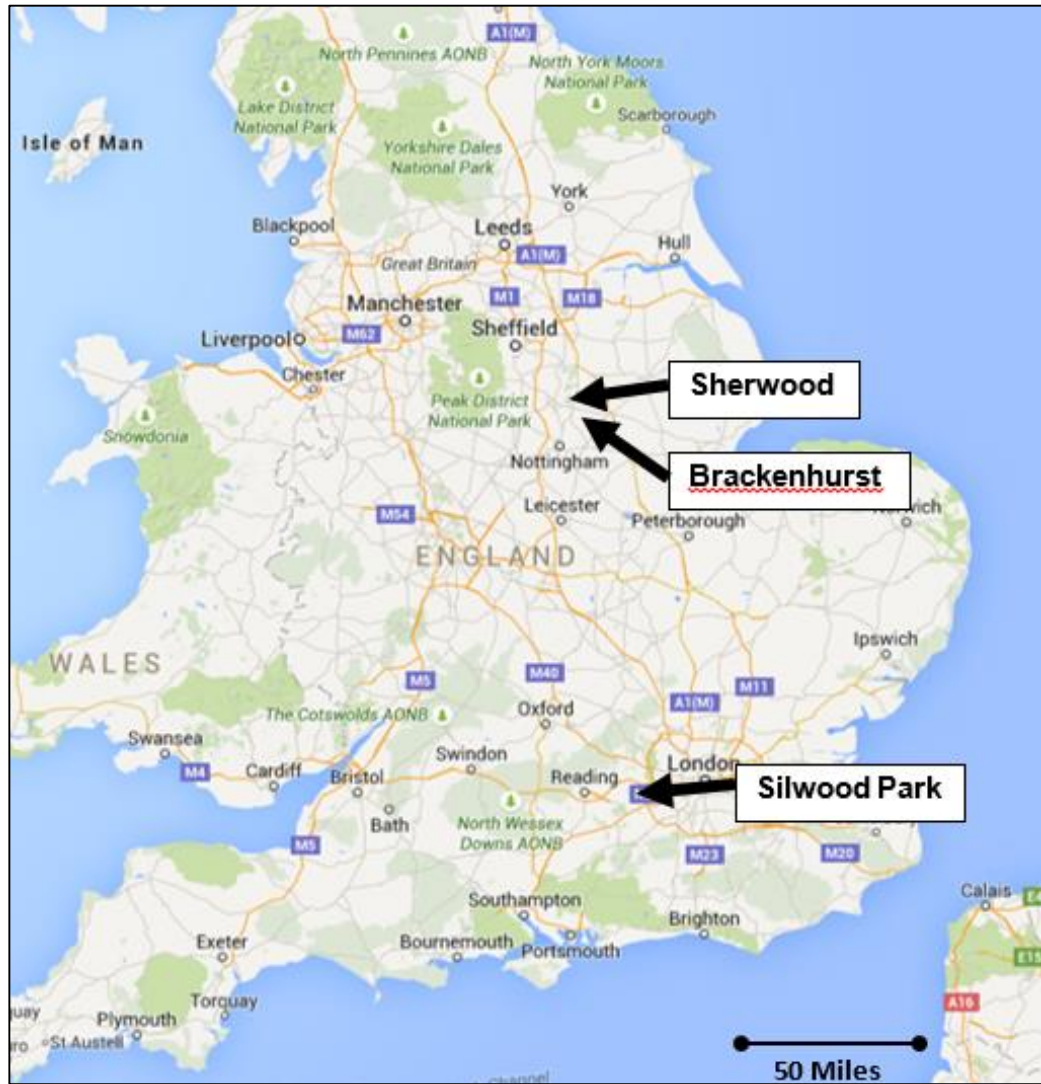 A1(M)
North Pennines AONB
North York Moors
National Park
Lake District
National Park
Scarborough
Isle of Man
Yorkshire Dales
National Park
York
Blackpool
Leeds
Hull
A1(M)
Great Britain
M1
M18
Manchester
Liverpool
M62
Sheffield
Chester
Sherwood
Peak District
National Park
Snowdonia
Nottingham
Brackenhurst
M54
Leicester
Peterborough
ENGLAND
Ipswich
WALES
M5
M40
M11
A1(M)
The Cotswolds AONB
Oxford
Swansea
Swindon
London
M4
Cardiff
Bristol
Reading
Silwood Park
Bath
North Wessex
Downs AONB
M5
M23
M20
Southampton
Calais
E4
Exeter
Bournemouth
Portsmouth
Brighton
E15
Torquay
A16
Plymouth
St Austell
50 Miles
Channel